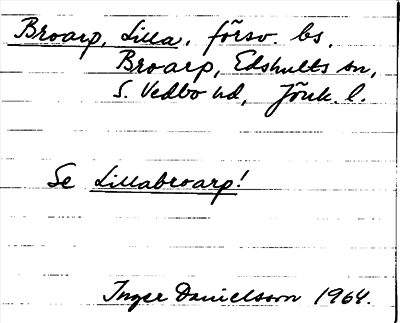 Broarp, Lilla, försv. bs,
Broarp, Edshults sn,
S. Vedbo hd, Jönk. l.
Se Lillabroarp!
Inger Danielsson 1964.